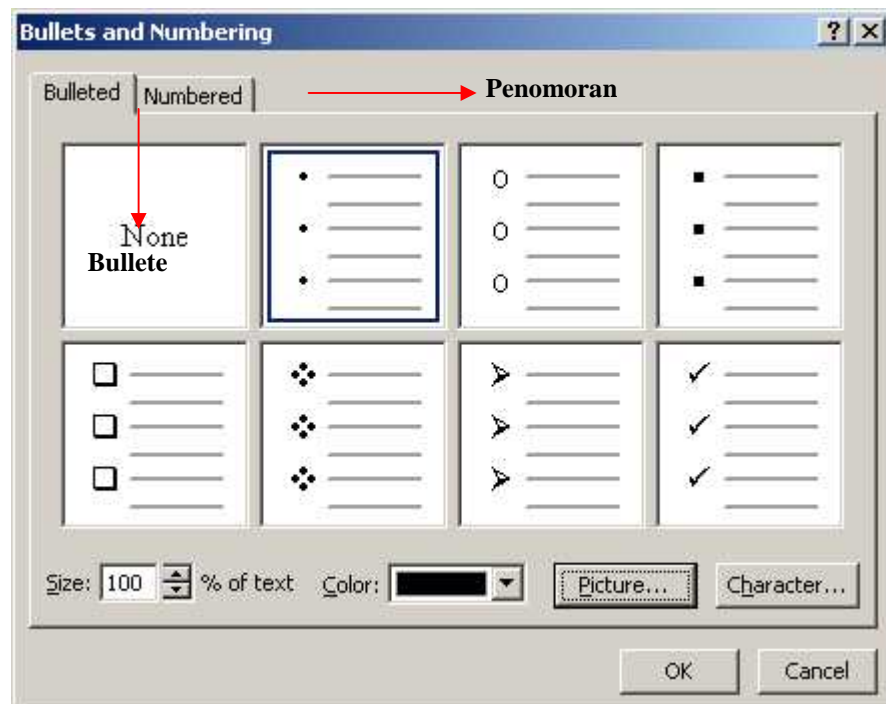 Bullets and Numbering
Bulleted Numbered Penomoran
None
Bullete
Size: 100 % of text Color: Picture... Character...
OK Cancel